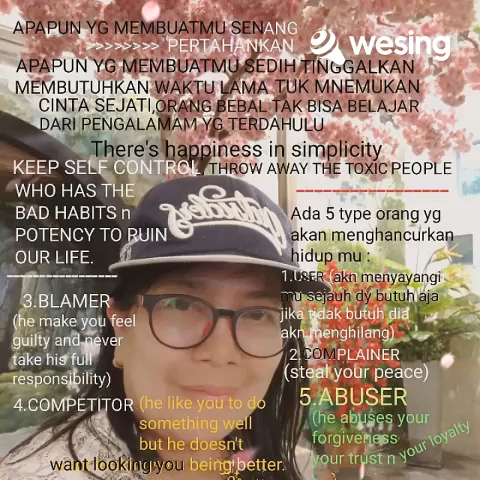 APAPUN YG MEMBUATMU SENANG
>>>>>>>> PERTAHANKAN
wesing
APAPUN YG MEMBUATMU SEDIH TINGGALKAN
MEMBUTUHKAN WAKTU LAMA TUK MNEMUKAN
CINTA SEJATI,ORANG BEBAL TAK BISA BELAJAR
DARI PENGALAMAM YG TERDAHULU
There's happiness in simplicity
KEEP SELF CONTROL, THROW AWAY THE TOXIC PEOPLE
WHO HAS THE
BAD HABITS n
POTENCY TO RUIN
OUR LIFE.
Outsiders
Ada 5 type orang yg
akan menghancurkan
hidup mu :
1.USER (akn menyayangi
mu sejauh dy butuh aja
jika tidak butuh dia
akn menghilang)
2.COMPLAINER
(steal your peace)
3.BLAMER
(he make you feel
guilty and never
take his full
responsibility)
4.COMPETITOR (he like you to do
something well
but he doesn't
want looking you being better.
5.ABUSER
(he abuses your
forgiveness
your trust n your loyalty